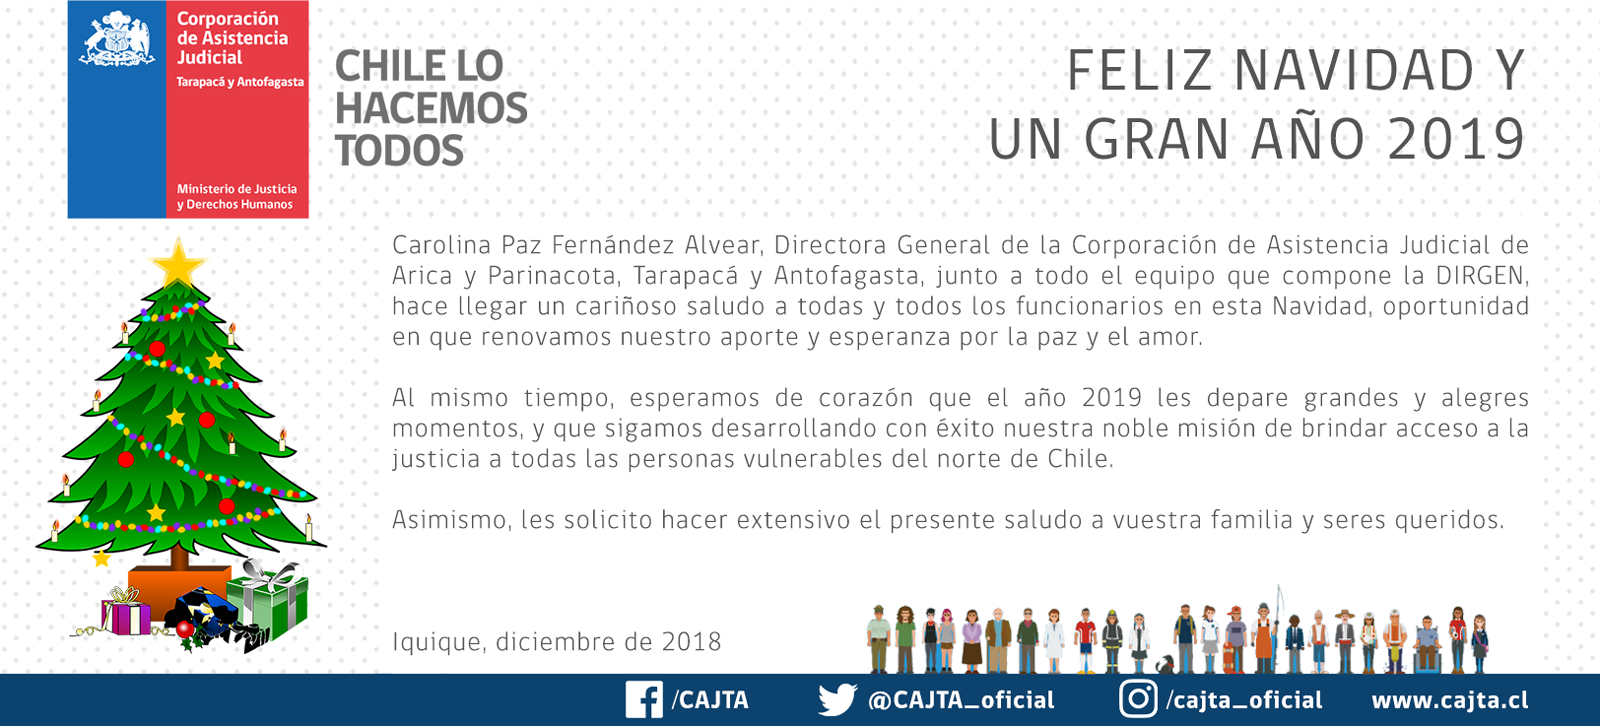 Corporación
de Asistencia
Judicial
Tarapacá y Antofagasta
Ministerio de Justicia
y Derechos Humanos
CHILE LO
HACEMOS
TODOS
FELIZ NAVIDAD Y
UN GRAN AÑO 2019
Carolina Paz Fernández Alvear, Directora General de la Corporación de Asistencia Judicial de
Arica y Parinacota, Tarapacá y Antofagasta, junto a todo el equipo que compone la DIRGEN,
hace llegar un cariñoso saludo a todas y todos los funcionarios en esta Navidad, oportunidad
en que renovamos nuestro aporte y esperanza por la paz y el amor.
Al mismo tiempo, esperamos de corazón que el año 2019 les depare grandes y alegres
momentos, y que sigamos desarrollando con éxito nuestra noble misión de brindar acceso a la
justicia a todas las personas vulnerables del norte de Chile.
Asimismo, les solicito hacer extensivo el presente saludo a vuestra familia y seres queridos.
Iquique, diciembre de 2018
/CAJTA
@CAJTA_oficial
/cajta_oficial
www.cajta.cl